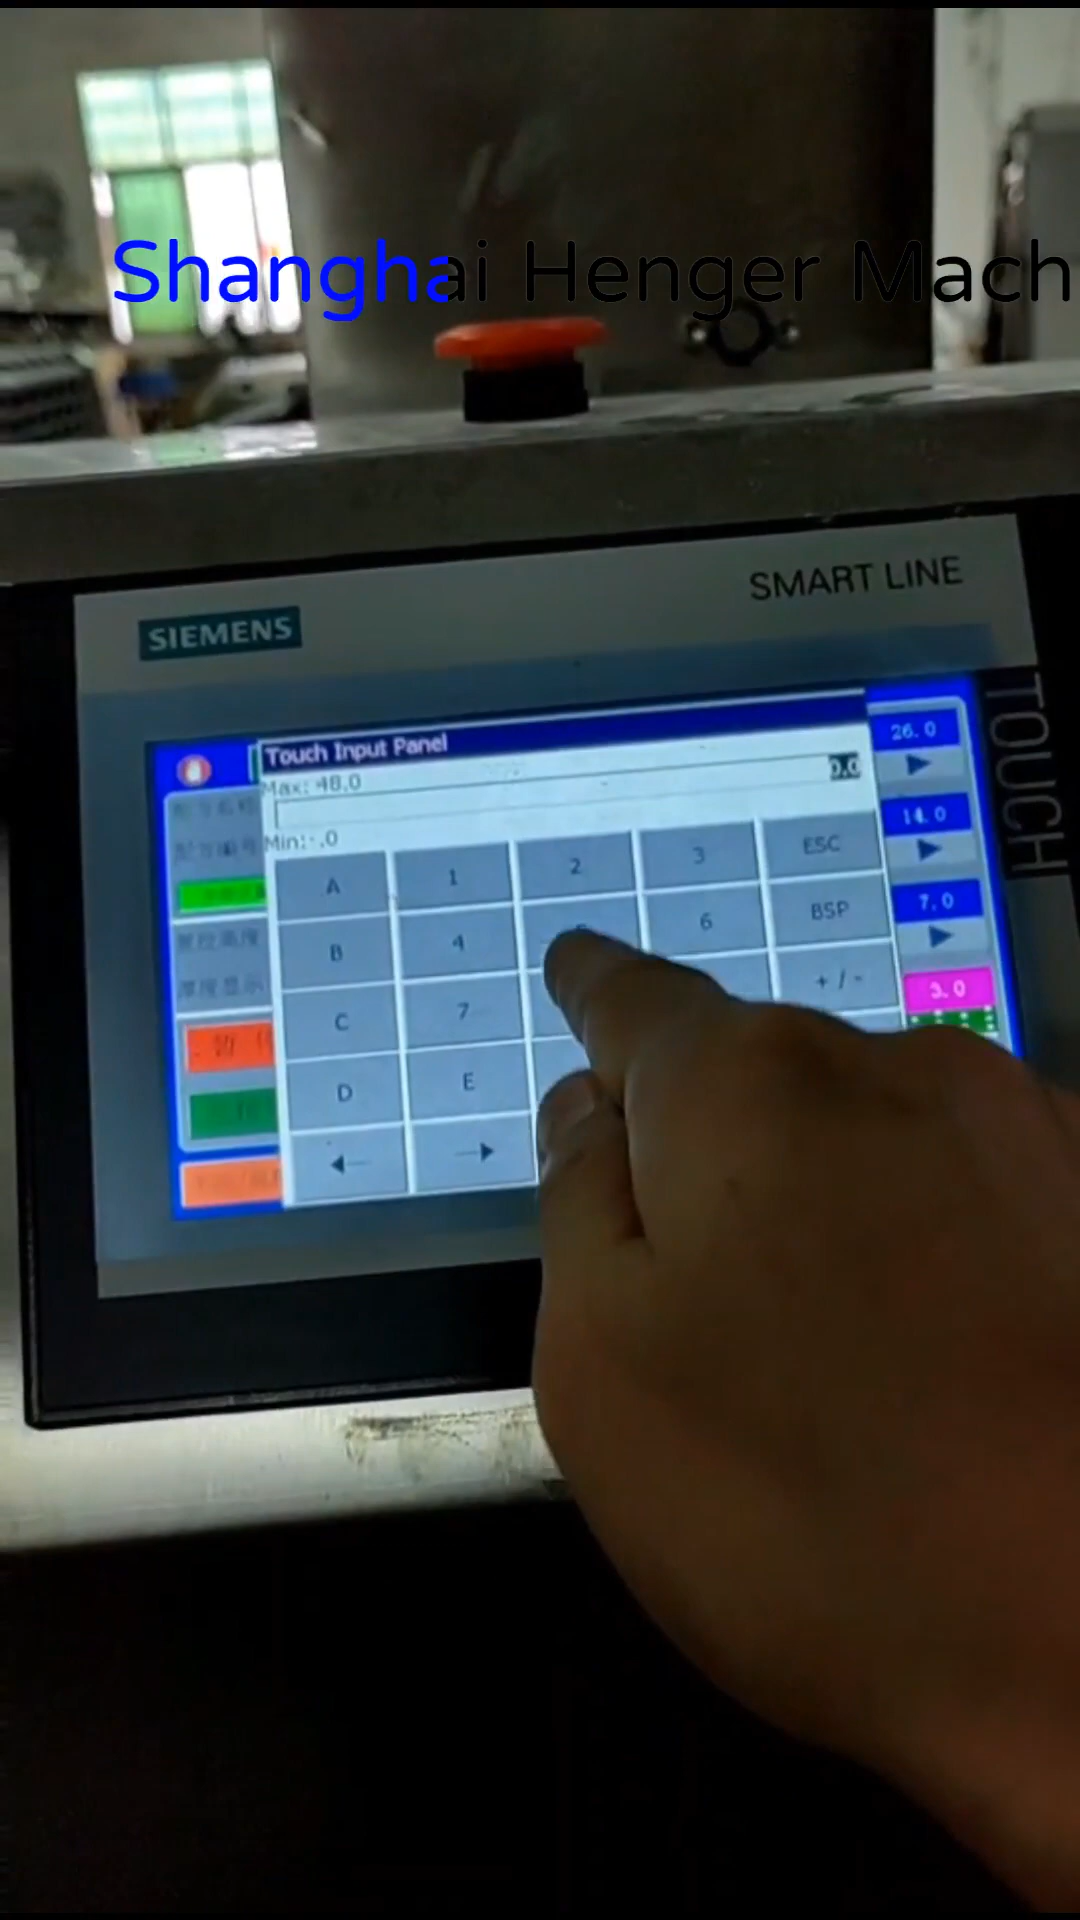 Shanghai Henger Mach
SMART LINE
SIEMENS
TOUCH
Touch Input Panel
Max: 48.0
0.0
Min:-.0
26.0
14.0
7.0
3.0
A 1 2 3 ESC
B 4 5 6 BSP
C 7 + / -
D E
← →